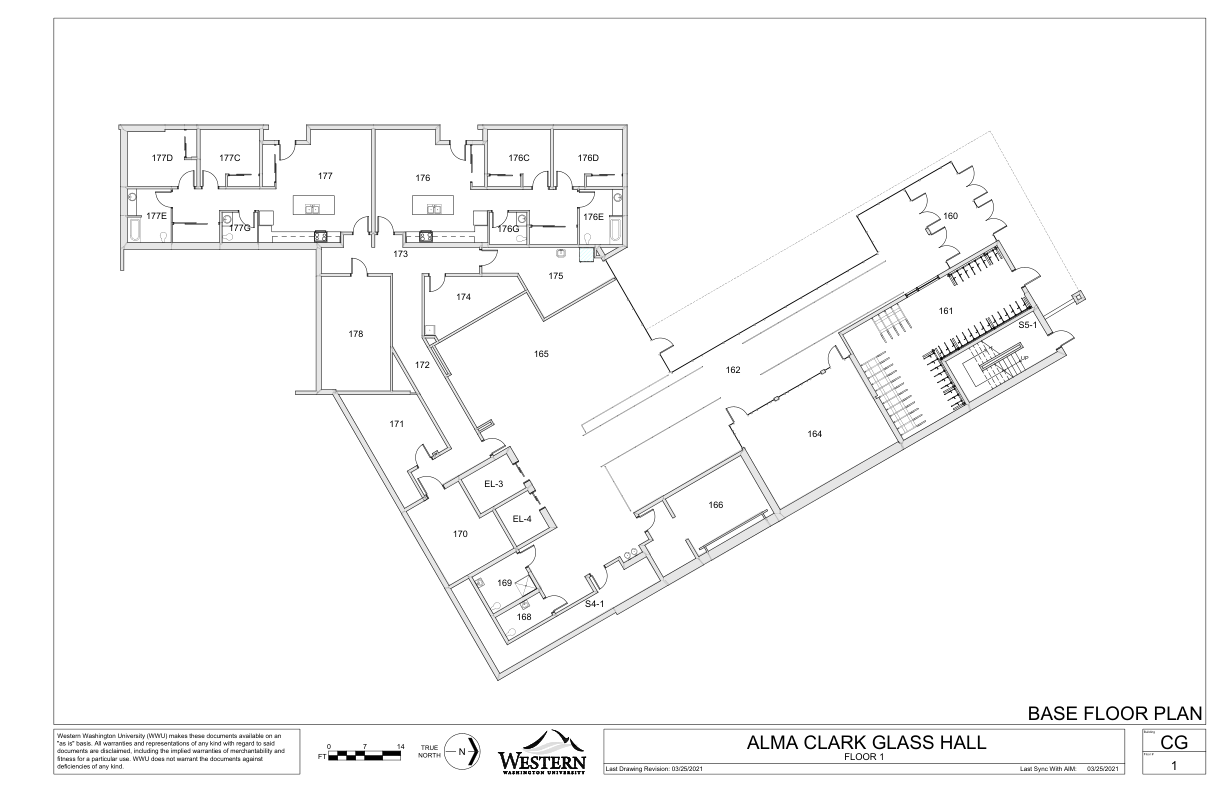 177D
177C
177
176
176C
176D
177E
177G
176G
176E
160
173
175
174
161
S5-1
178
165
UP
172
162
171
164
EL-3
166
EL-4
170
169
168
S4-1
BASE FLOOR PLAN
Western Washington University (WWU) makes these documents available on an
"as is" basis. All warranties and representations of any kind with regard to said
documents are disclaimed, including the implied warranties of merchantability and
fitness for a particular use. WWU does not warrant the documents against
deficiencies of any kind.
0 7 14
FT
TRUE
NORTH
N
WESTERN
WASHINGTON UNIVERSITY
ALMA CLARK GLASS HALL
FLOOR 1
Last Drawing Revision: 03/25/2021
Last Sync With AIM: 03/25/2021
Building
CG
Floor #
1